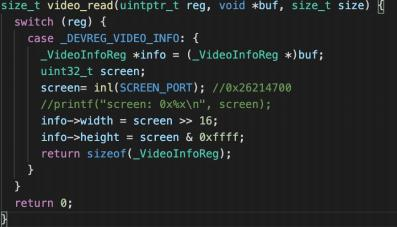 size_t video_read(uintptr_t reg, void *buf, size_t size) {
  switch (reg) {
    case _DEVREG_VIDEO_INFO: {
      _VideoInfoReg *info = (_VideoInfoReg *)buf;
      uint32_t screen;
      screen= inl(SCREEN_PORT); //0x26214700
      //printf("screen: 0x%x\n", screen);
      info->width = screen >> 16;
      info->height = screen & 0xffff;
      return sizeof(_VideoInfoReg);
    }
  }
  return 0;
}